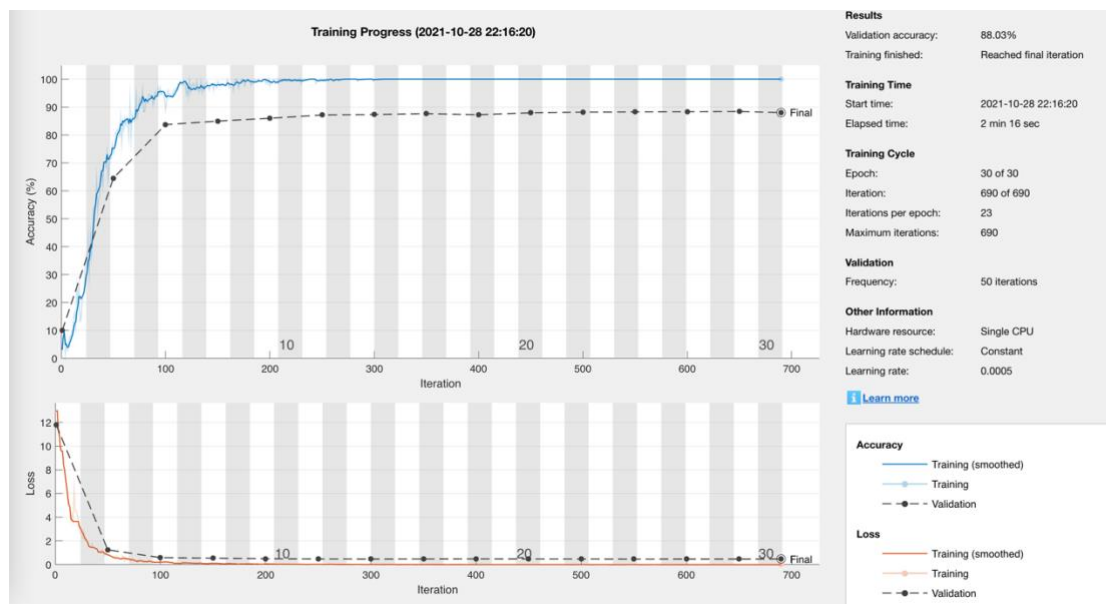 Training Progress (2021-10-28 22:16:20)
100
90
80
70
60
50
40
30
20
10
0
Accuracy (%)
Final
10
20
30
0
100
200
300
400
500
600
700
Iteration
12
10
8
6
4
2
0
Loss
10
20
30
Final
0
100
200
300
400
500
600
700
Iteration
Results
Validation accuracy: 88.03%
Training finished: Reached final iteration
Training Time
Start time: 2021-10-28 22:16:20
Elapsed time: 2 min 16 sec
Training Cycle
Epoch: 30 of 30
Iteration: 690 of 690
Iterations per epoch: 23
Maximum iterations: 690
Validation
Frequency: 50 iterations
Other Information
Hardware resource: Single CPU
Learning rate schedule: Constant
Learning rate: 0.0005
i Learn more
Accuracy
Training (smoothed)
Training
Validation
Loss
Training (smoothed)
Training
Validation